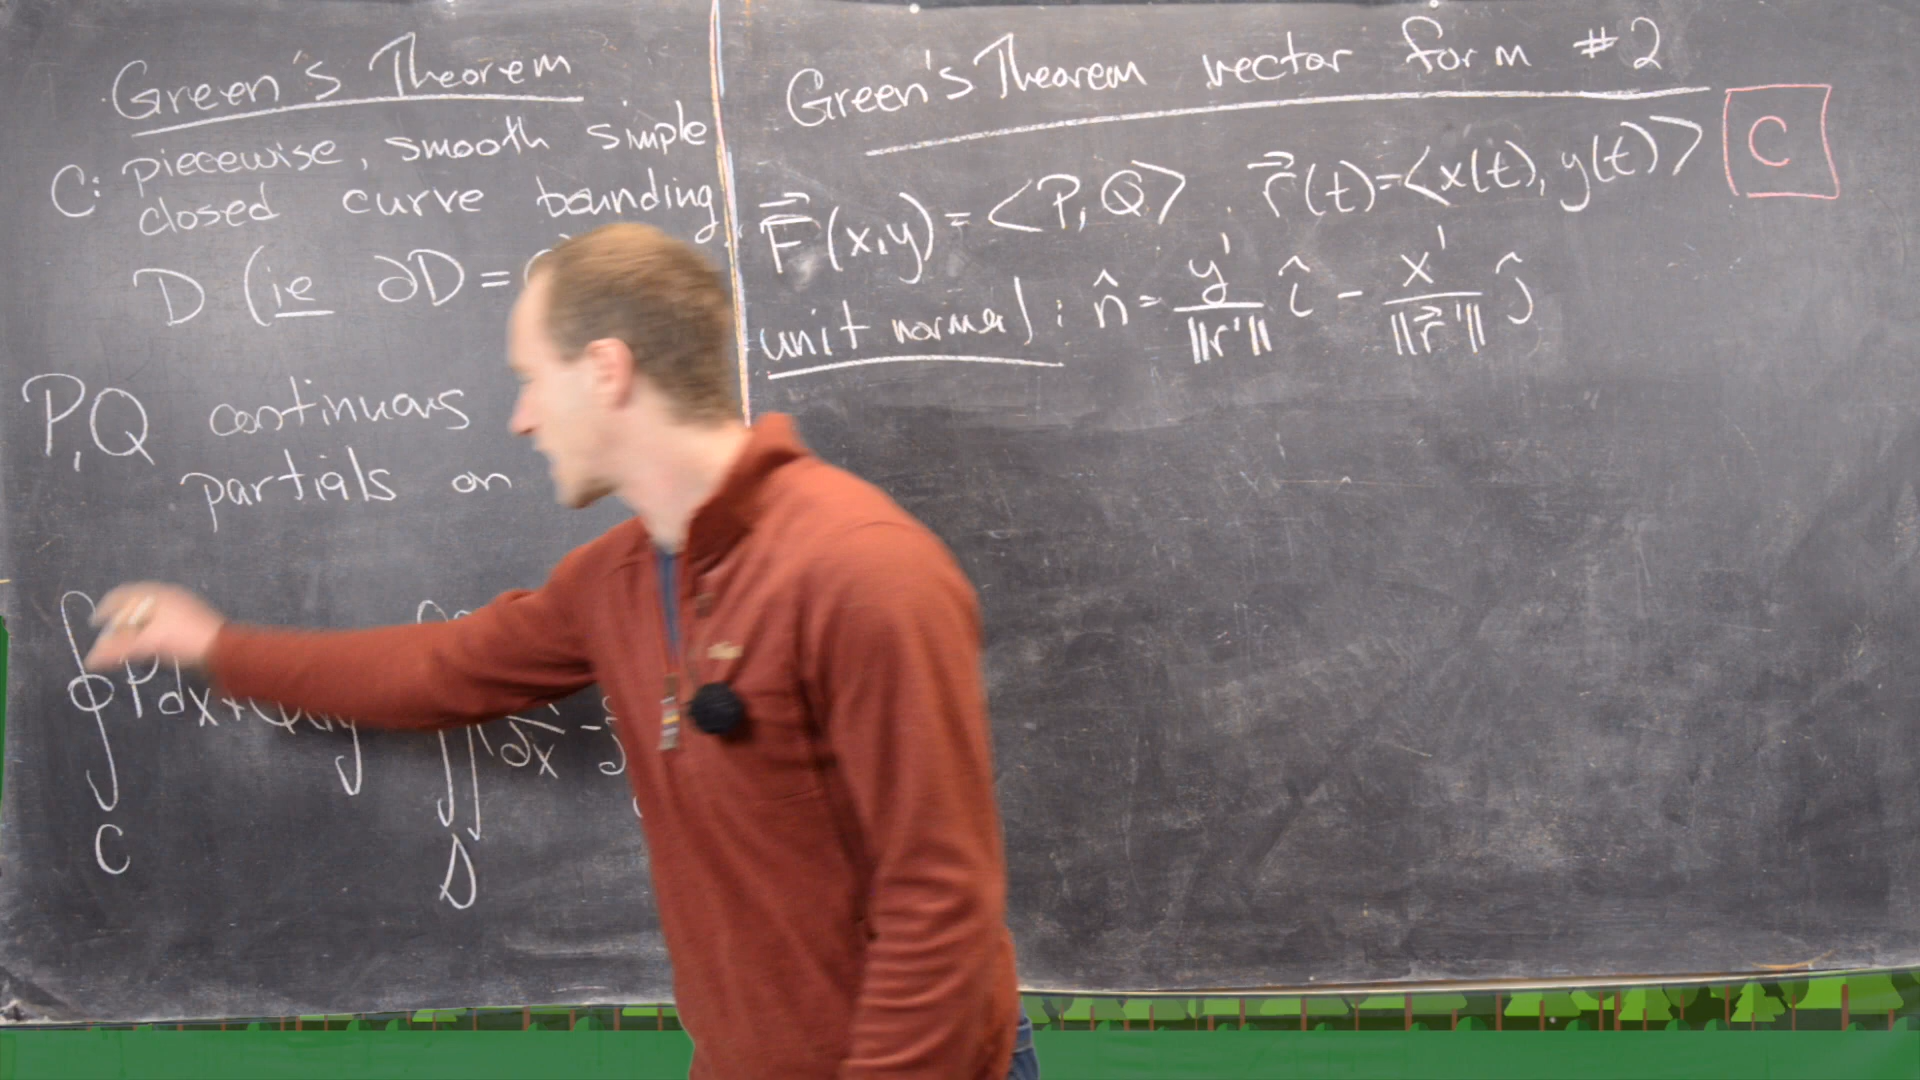 Green's Theorem
C: piecewise, smooth simple
closed curve bounding
D (ie ∂D =
P,Q continuous
partials on
∮ Pdx+Qdy ∬ ∂x -
C D
Green's Theorem vector form #2
F⃗(x,y) = <P,Q> , r⃗(t)=<x(t), y(t)> C
unit normal : n̂ = y'/||r'|| î - x'/||r⃗'|| ĵ